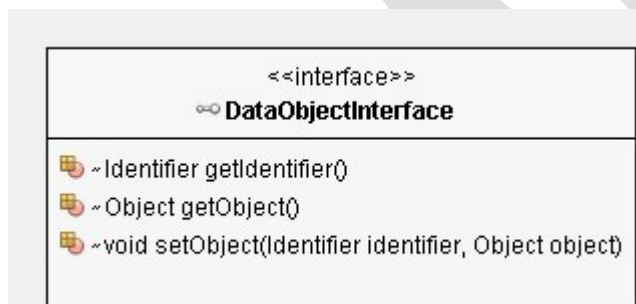 <<interface>>
DataObjectInterface
~Identifier getIdentifier()
~Object getObject()
~void setObject(Identifier identifier, Object object)